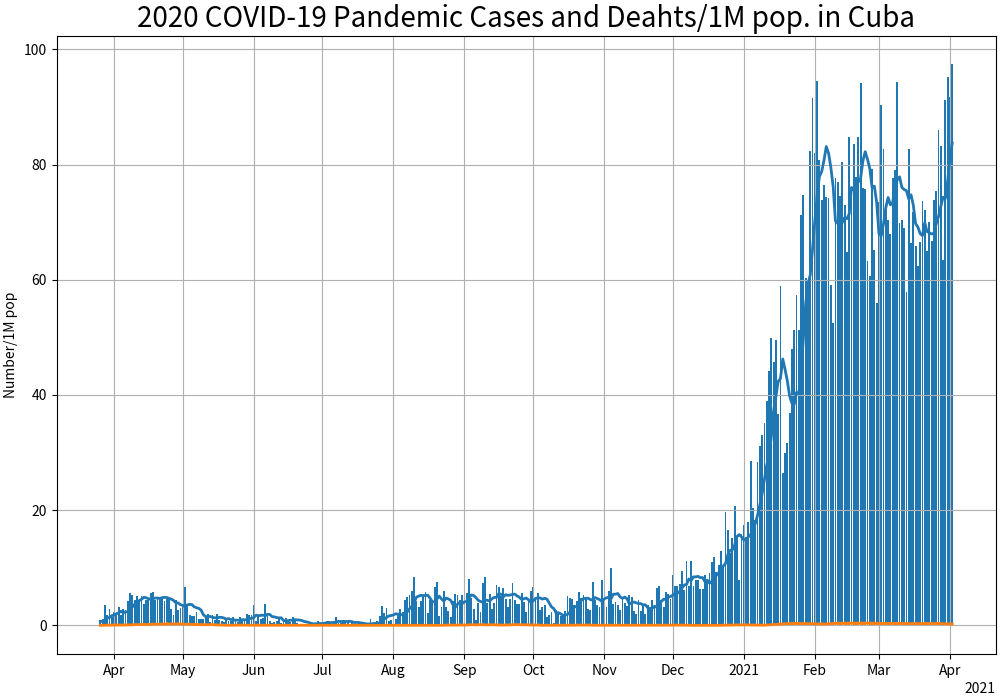 2020 COVID-19 Pandemic Cases and Deahts/1M pop. in Cuba
100
80
60
40
20
0
Number/1M pop
Apr May Jun Jul Aug Sep Oct Nov Dec 2021 Feb Mar Apr
2021